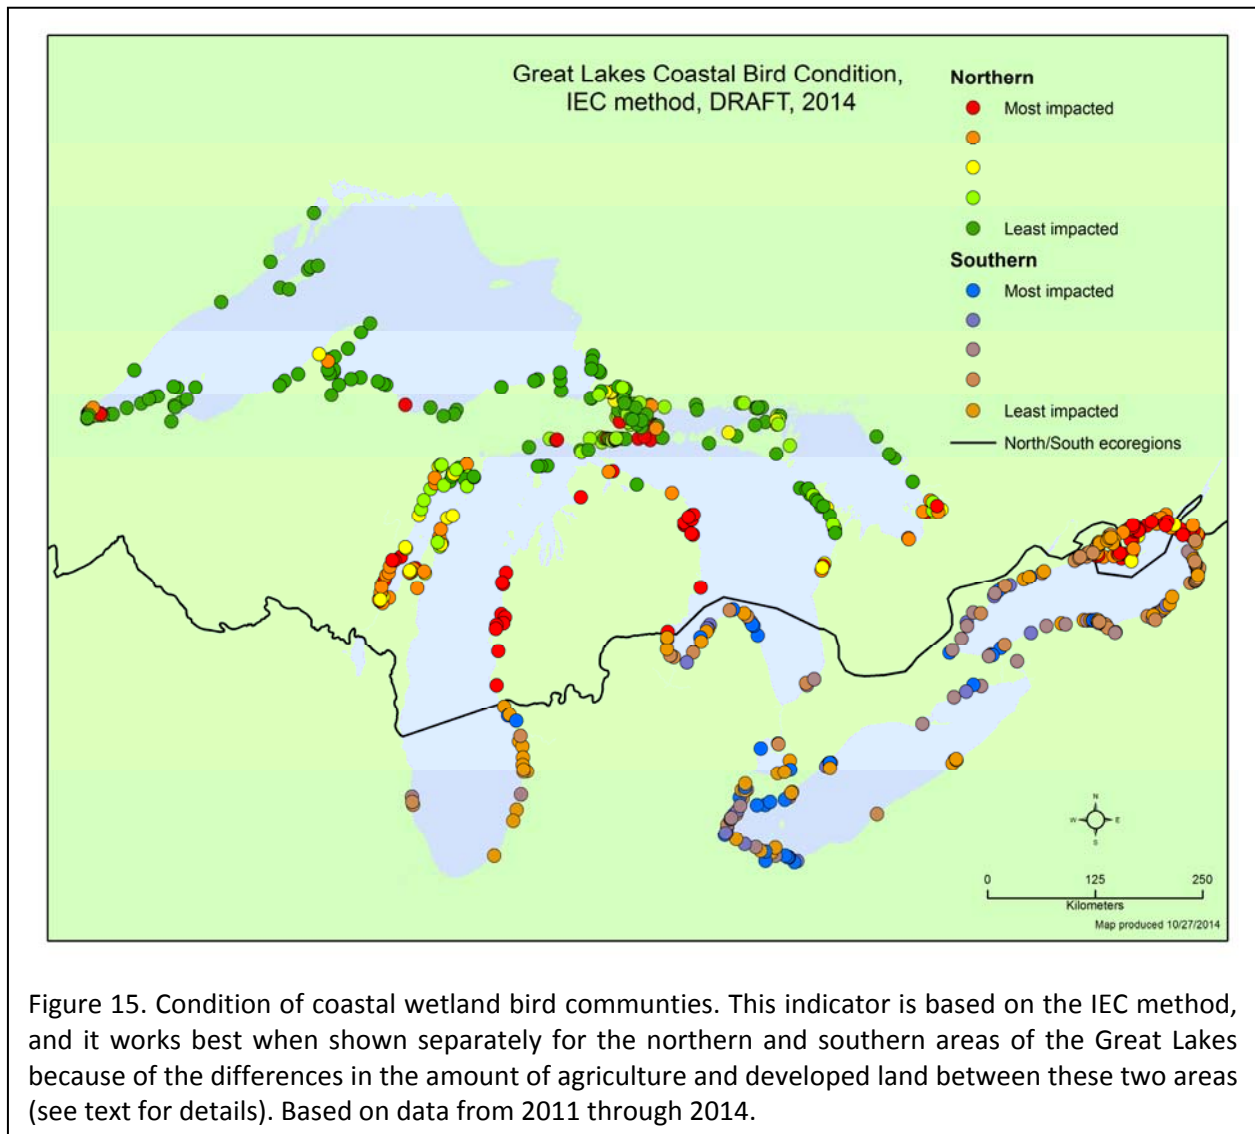 Great Lakes Coastal Bird Condition,
IEC method, DRAFT, 2014
Northern
Most impacted
Least impacted
Southern
Most impacted
Least impacted
North/South ecoregions
N
W
E
S
0 125 250
Kilometers
Map produced 10/27/2014
Figure 15. Condition of coastal wetland bird communties. This indicator is based on the IEC method,
and it works best when shown separately for the northern and southern areas of the Great Lakes
because of the differences in the amount of agriculture and developed land between these two areas
(see text for details). Based on data from 2011 through 2014.